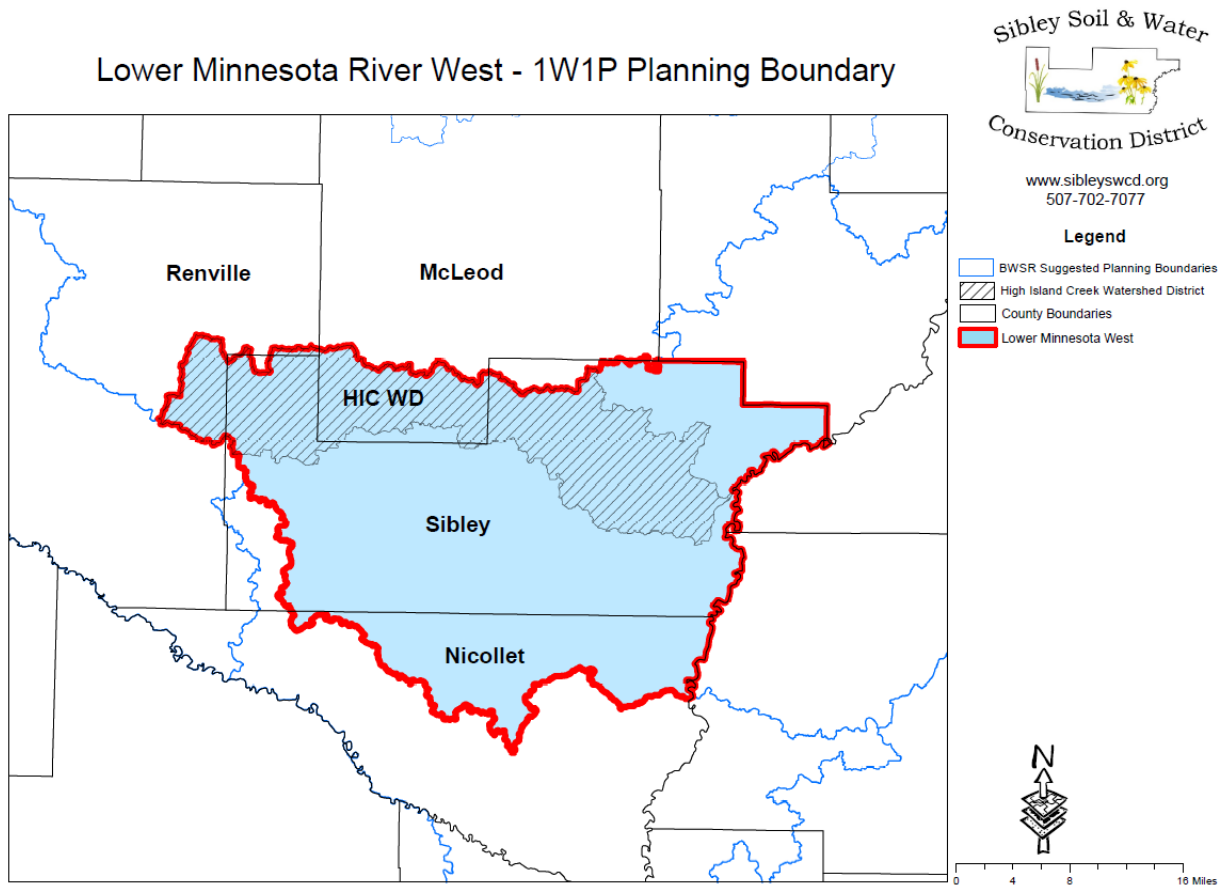 Lower Minnesota River West - 1W1P Planning Boundary
Sibley Soil & Water
Conservation District
www.sibleyswcd.org
507-702-7077
Legend
BWSR Suggested Planning Boundaries
High Island Creek Watershed District
County Boundaries
Lower Minnesota West
Renville
McLeod
HIC WD
Sibley
Nicollet
N
0 4 8 16 Miles